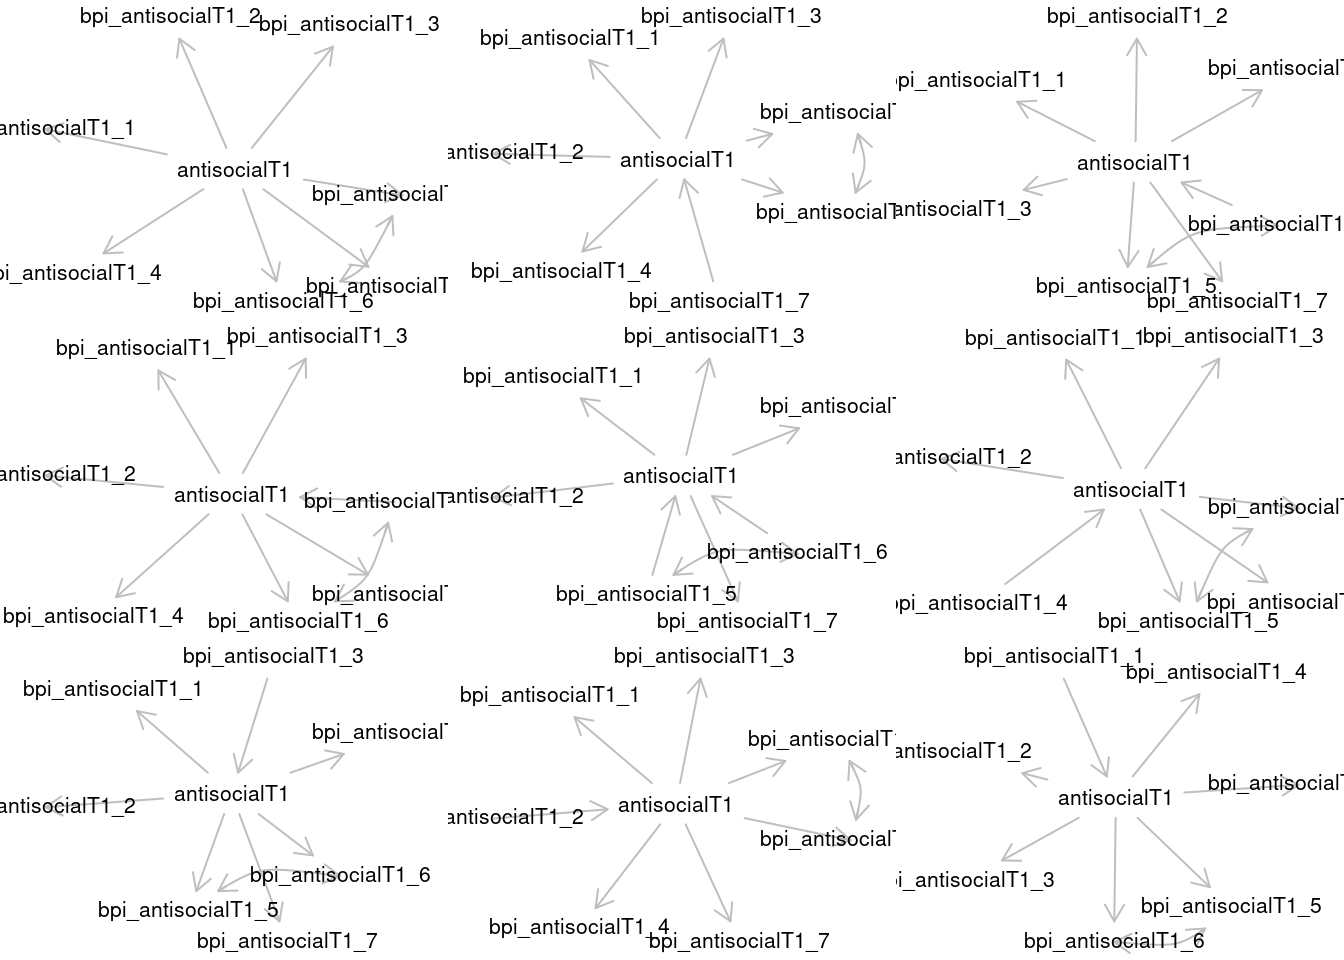 bpi_antisocialT1_2
bpi_antisocialT1_3
antisocialT1_1
antisocialT1
bpi_antisocial
pi_antisocialT1_4
bpi_antisocial
bpi_antisocialT1_6
bpi_antisocialT1_3
bpi_antisocialT1_1
bpi_antisocial
antisocialT1_2
antisocialT1
bpi_antisocial
bpi_antisocialT1_4
bpi_antisocialT1_7
bpi_antisocialT1_2
bpi_antisocial
pi_antisocialT1_1
antisocialT1
antisocialT1_3
bpi_antisocialT1
bpi_antisocialT1_5
bpi_antisocialT1_7
bpi_antisocialT1_3
bpi_antisocialT1_1
antisocialT1_2
antisocialT1
bpi_antisocialT
bpi_antisocial
bpi_antisocialT1_4
bpi_antisocialT1_6
bpi_antisocialT1_3
bpi_antisocialT1_1
bpi_antisocial
antisocialT1
antisocialT1_2
bpi_antisocialT1_6
bpi_antisocialT1_5
bpi_antisocialT1_7
bpi_antisocialT1_1
bpi_antisocialT1_3
antisocialT1_2
antisocialT1
bpi_antisocial
pi_antisocialT1_4
bpi_antisocial
bpi_antisocialT1_5
bpi_antisocialT1_3
bpi_antisocialT1_1
bpi_antisocial
antisocialT1
antisocialT1_2
bpi_antisocialT1_6
bpi_antisocialT1_5
bpi_antisocialT1_7
bpi_antisocialT1_3
bpi_antisocialT1_1
bpi_antisocialT
antisocialT1
antisocialT1_2
bpi_antisocial
bpi_antisocialT1_4
bpi_antisocialT1_7
bpi_antisocialT1_1
bpi_antisocialT1_4
antisocialT1_2
bpi_antisocial
antisocialT1
i_antisocialT1_3
bpi_antisocialT1_5
bpi_antisocialT1_6